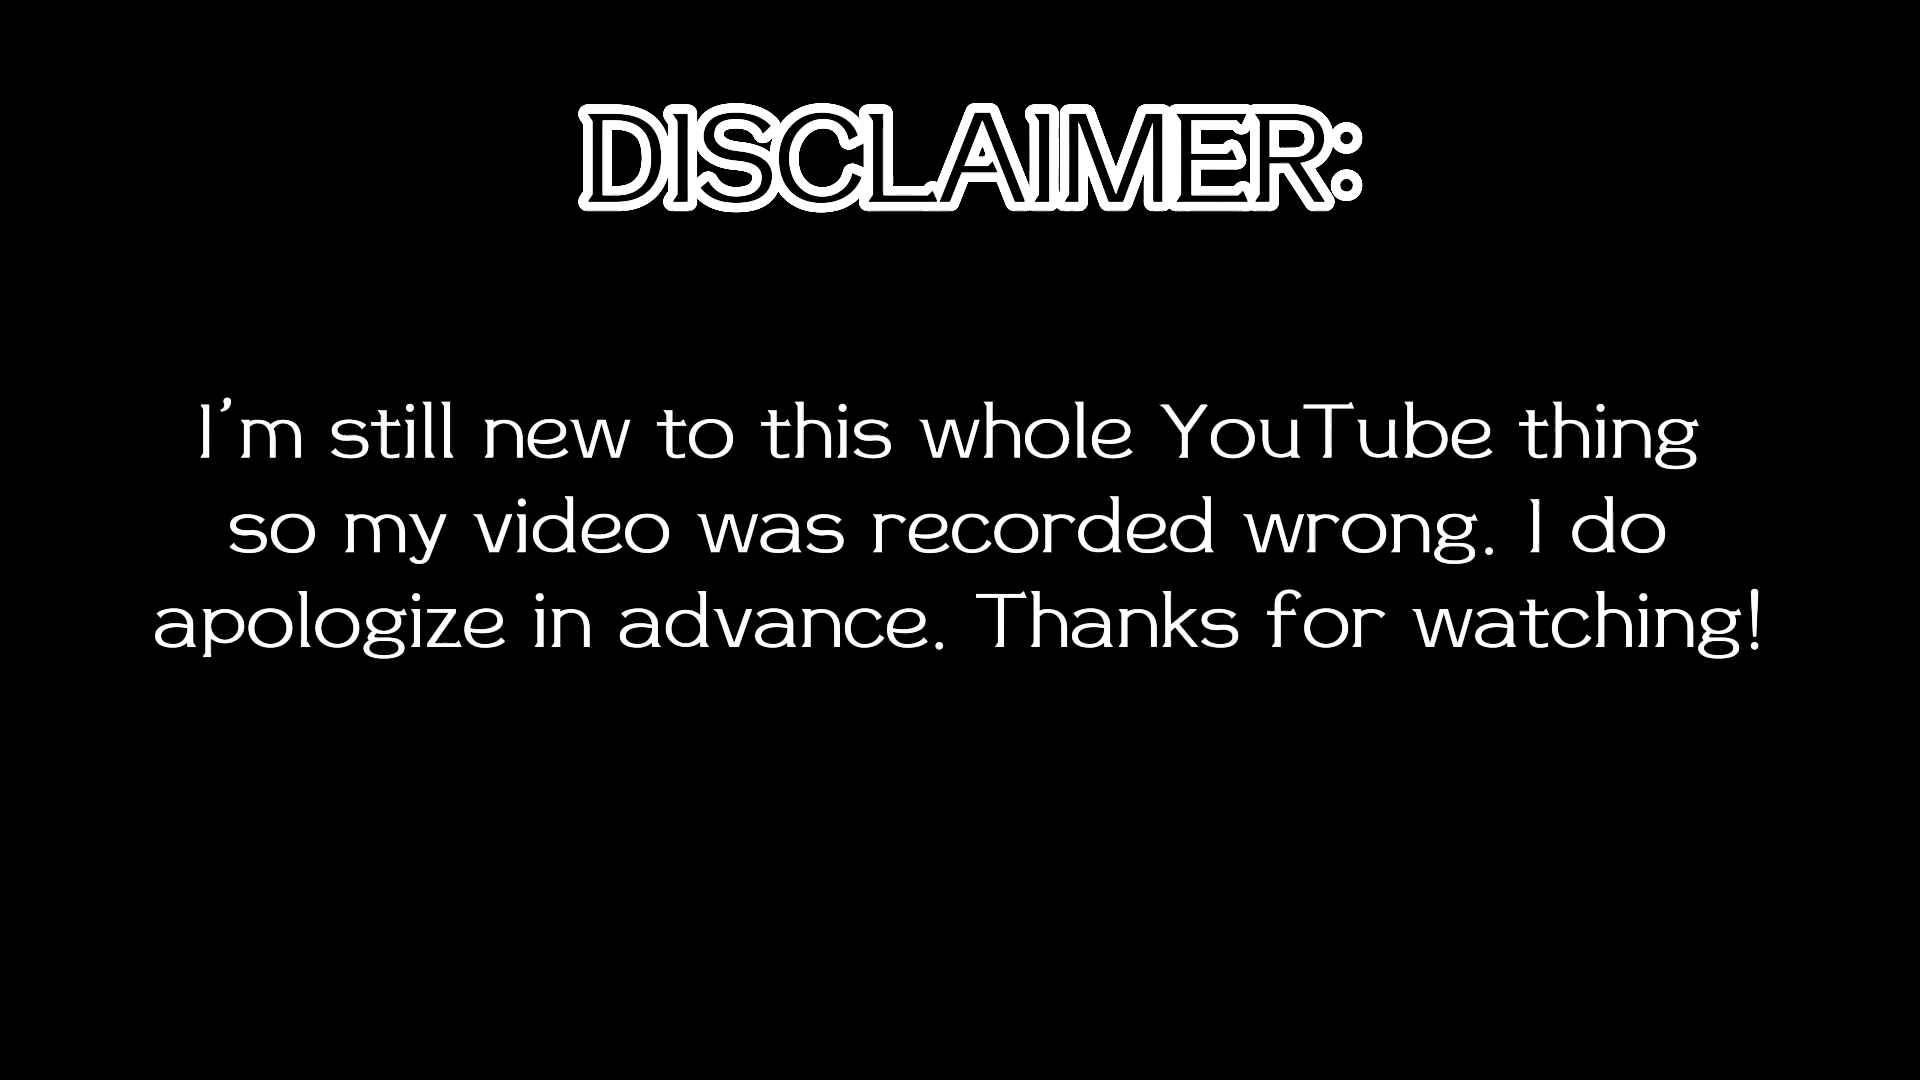 DISCLAIMER:
I'm still new to this whole YouTube thing
so my video was recorded wrong. I do
apologize in advance. Thanks for watching!